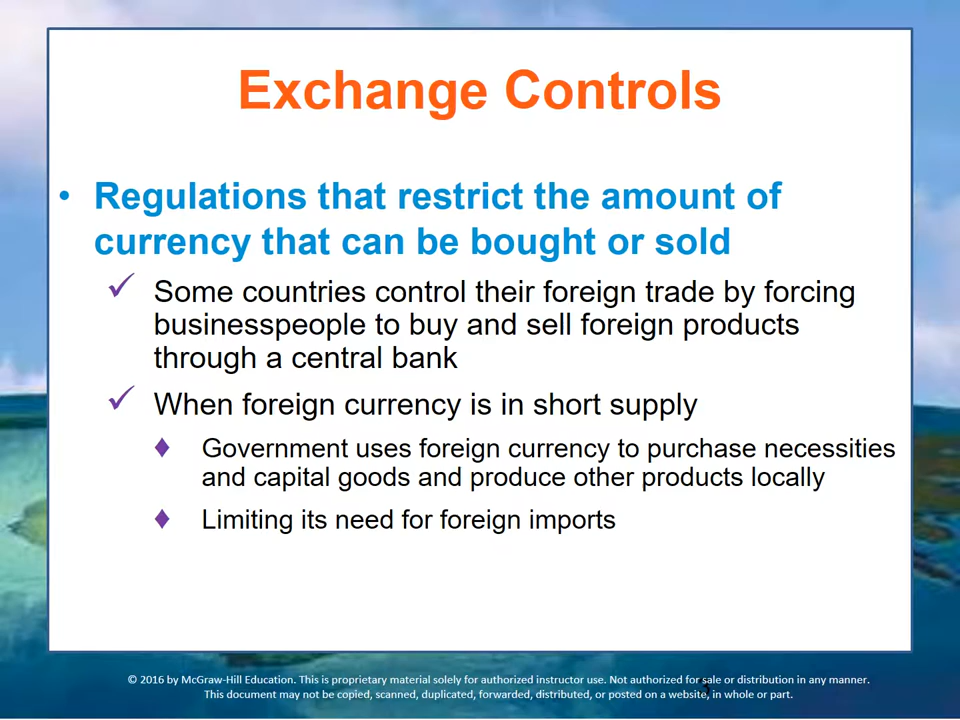 Exchange Controls
• Regulations that restrict the amount of
currency that can be bought or sold
✓ Some countries control their foreign trade by forcing
businesspeople to buy and sell foreign products
through a central bank
✓ When foreign currency is in short supply
♦ Government uses foreign currency to purchase necessities
and capital goods and produce other products locally
♦ Limiting its need for foreign imports
© 2016 by McGraw-Hill Education. This is proprietary material solely for authorized instructor use. Not authorized for sale or distribution in any manner.
This document may not be copied, scanned, duplicated, forwarded, distributed, or posted on a website, in whole or part.